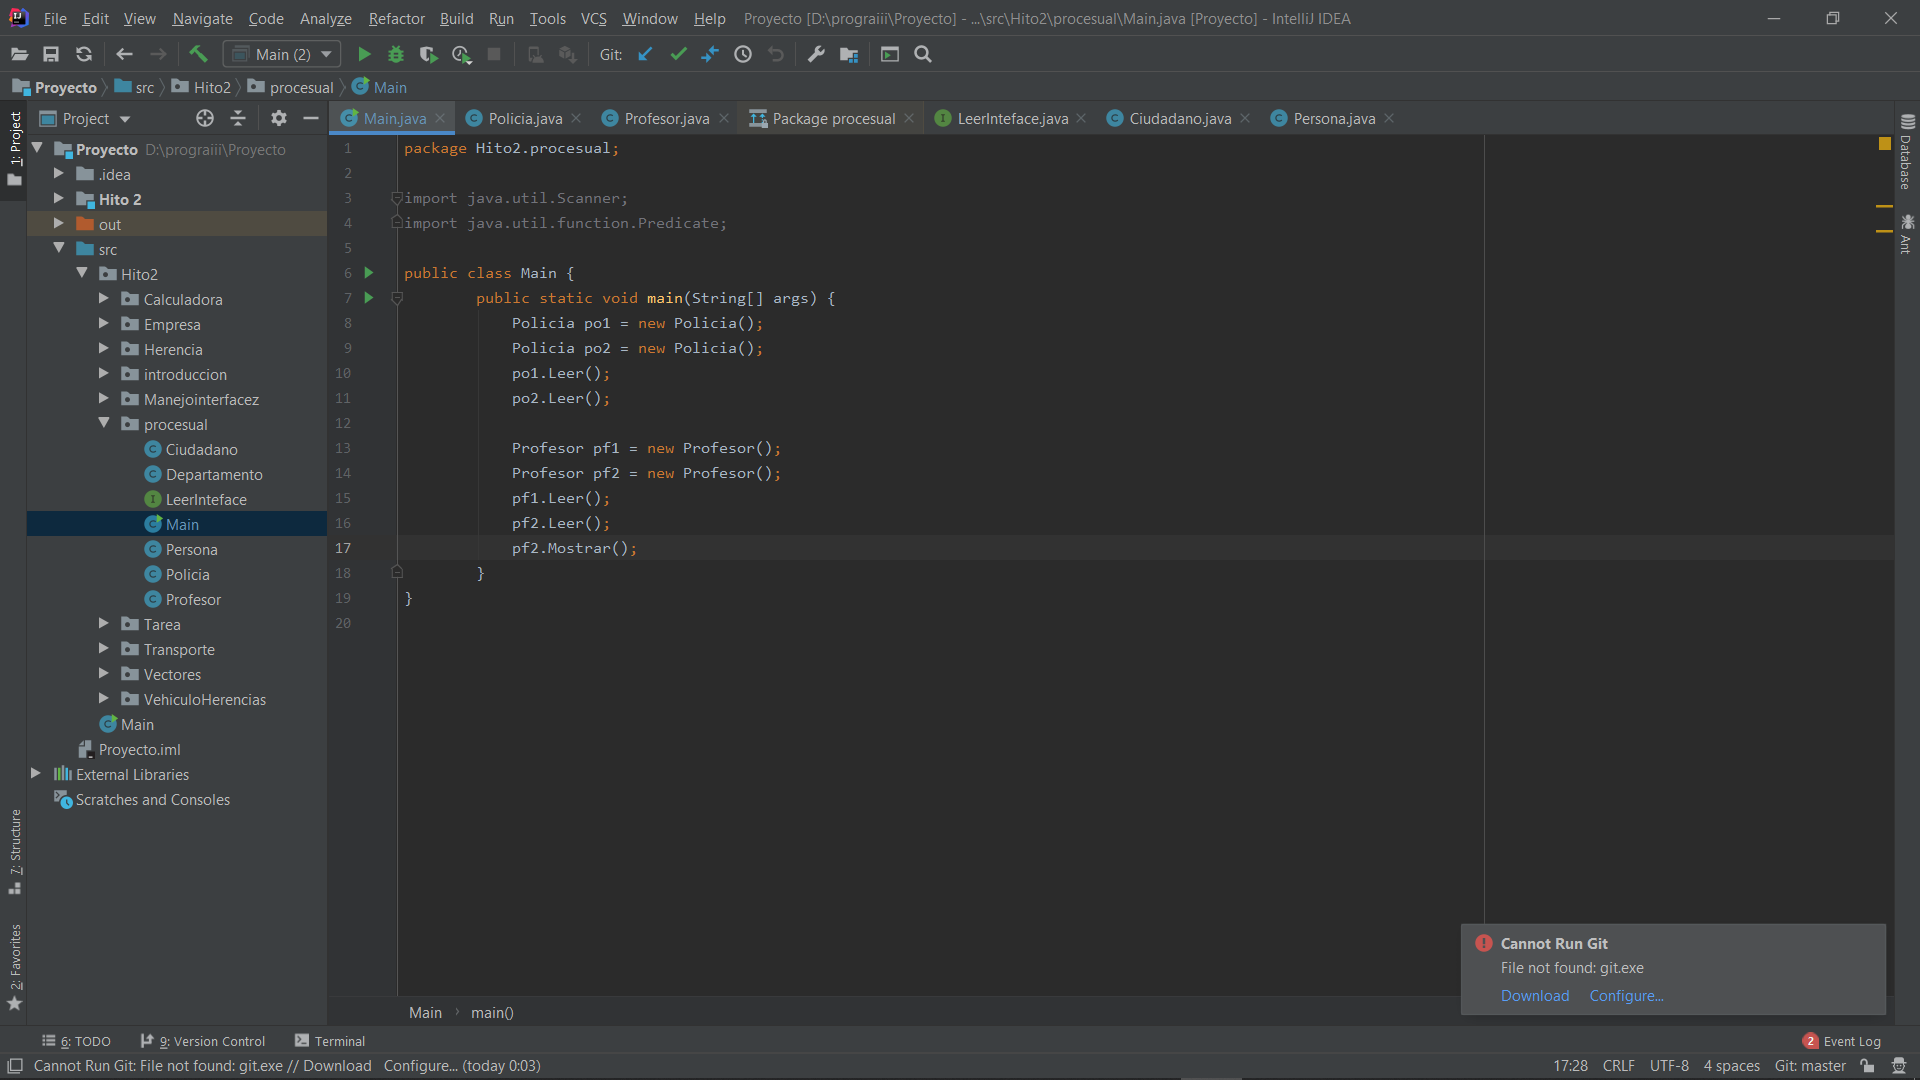 File Edit View Navigate Code Analyze Refactor Build Run Tools VCS Window Help Proyecto [D:\prograiii\Proyecto] - ...\src\Hito2\procesual\Main.java [Proyecto] - IntelliJ IDEA
Main (2) Git:
Proyecto src Hito2 procesual Main
1: Project
Project
Main.java Policia.java Profesor.java Package procesual LeerInteface.java Ciudadano.java Persona.java
Proyecto D:\prograiii\Proyecto
.idea
Hito 2
out
src
Hito2
Calculadora
Empresa
Herencia
introduccion
Manejointerfacez
procesual
Ciudadano
Departamento
LeerInteface
Main
Persona
Policia
Profesor
Tarea
Transporte
Vectores
VehiculoHerencias
Main
Proyecto.iml
External Libraries
Scratches and Consoles
7: Structure
2: Favorites
1 package Hito2.procesual;
2
3 import java.util.Scanner;
4 import java.util.function.Predicate;
5
6 public class Main {
7 public static void main(String[] args) {
8 Policia po1 = new Policia();
9 Policia po2 = new Policia();
10 po1.Leer();
11 po2.Leer();
12
13 Profesor pf1 = new Profesor();
14 Profesor pf2 = new Profesor();
15 pf1.Leer();
16 pf2.Leer();
17 pf2.Mostrar();
18 }
19 }
20
Database
Ant
Cannot Run Git
File not found: git.exe
Download Configure...
Main › main()
6: TODO 9: Version Control Terminal 2 Event Log
Cannot Run Git: File not found: git.exe // Download Configure... (today 0:03) 17:28 CRLF UTF-8 4 spaces Git: master